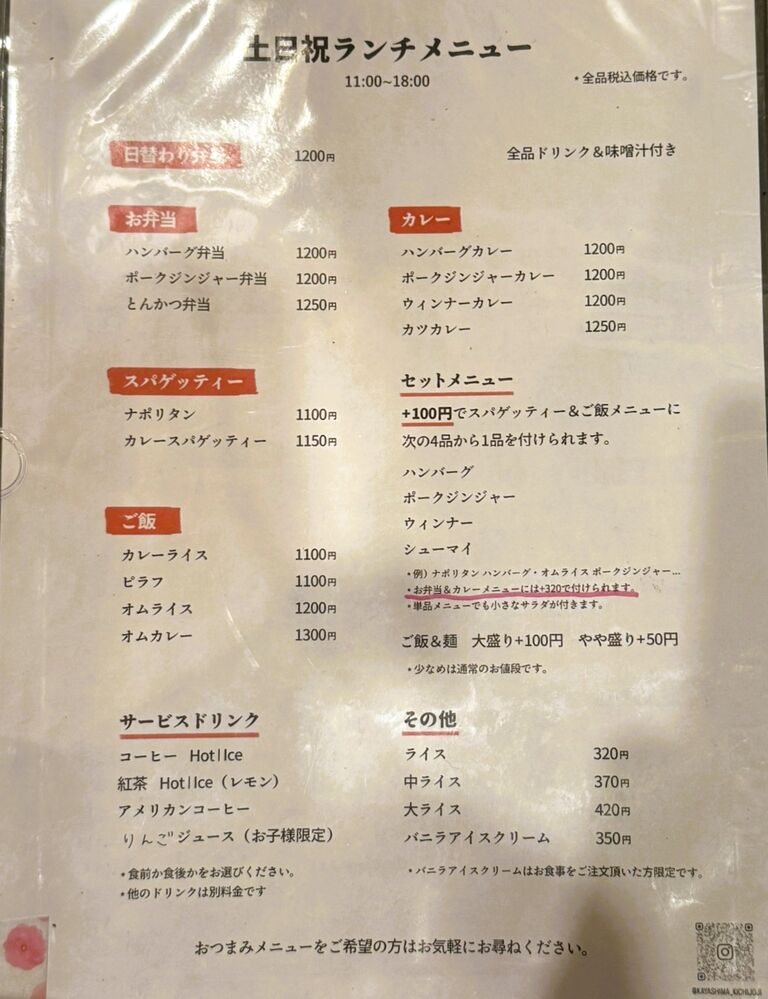 土日祝ランチメニュー
11:00~18:00
*全品税込価格です。
日替わり弁当 1200円
全品ドリンク＆味噌汁付き
お弁当
ハンバーグ弁当 1200円
ポークジンジャー弁当 1200円
とんかつ弁当 1250円
カレー
ハンバーグカレー 1200円
ポークジンジャーカレー 1200円
ウィンナーカレー 1200円
カツカレー 1250円
スパゲッティー
ナポリタン 1100円
カレースパゲッティー 1150円
セットメニュー
+100円でスパゲッティー＆ご飯メニューに
次の4品から1品を付けられます。
ハンバーグ
ポークジンジャー
ウィンナー
シューマイ
*例）ナポリタン ハンバーグ・オムライス ポークジンジャー...
*お弁当＆カレーメニューには+320で付けられます。
*単品メニューでも小さなサラダが付きます。
ご飯
カレーライス 1100円
ピラフ 1100円
オムライス 1200円
オムカレー 1300円
ご飯＆麺 大盛り+100円 やや盛り+50円
*少なめは通常のお値段です。
サービスドリンク
コーヒー Hot|Ice
紅茶 Hot|Ice（レモン）
アメリカンコーヒー
りんごジュース（お子様限定）
*食前か食後かをお選びください。
*他のドリンクは別料金です
その他
ライス 320円
中ライス 370円
大ライス 420円
バニラアイスクリーム 350円
*バニラアイスクリームはお食事をご注文頂いた方限定です。
おつまみメニューをご希望の方はお気軽にお尋ねください。
@KAYASHIMA_KICHIJOJI